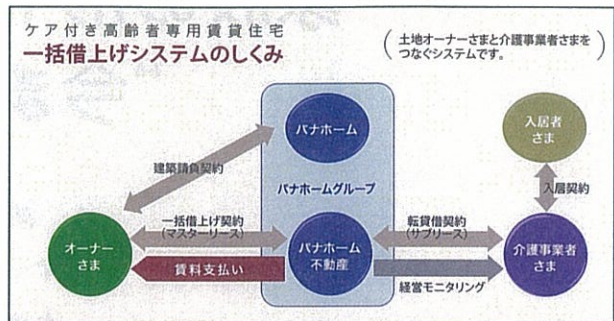 ケア付き高齢者専用賃貸住宅
一括借上げシステムのしくみ
土地オーナーさまと介護事業者さまを
つなぐシステムです。
パナホーム
入居者
さま
建築請負契約
パナホームグループ
入居契約
一括借上げ契約
(マスターリース)
転貸借契約
(サブリース)
オーナー
さま
パナホーム
不動産
介護事業者
さま
賃料支払い
経営モニタリング